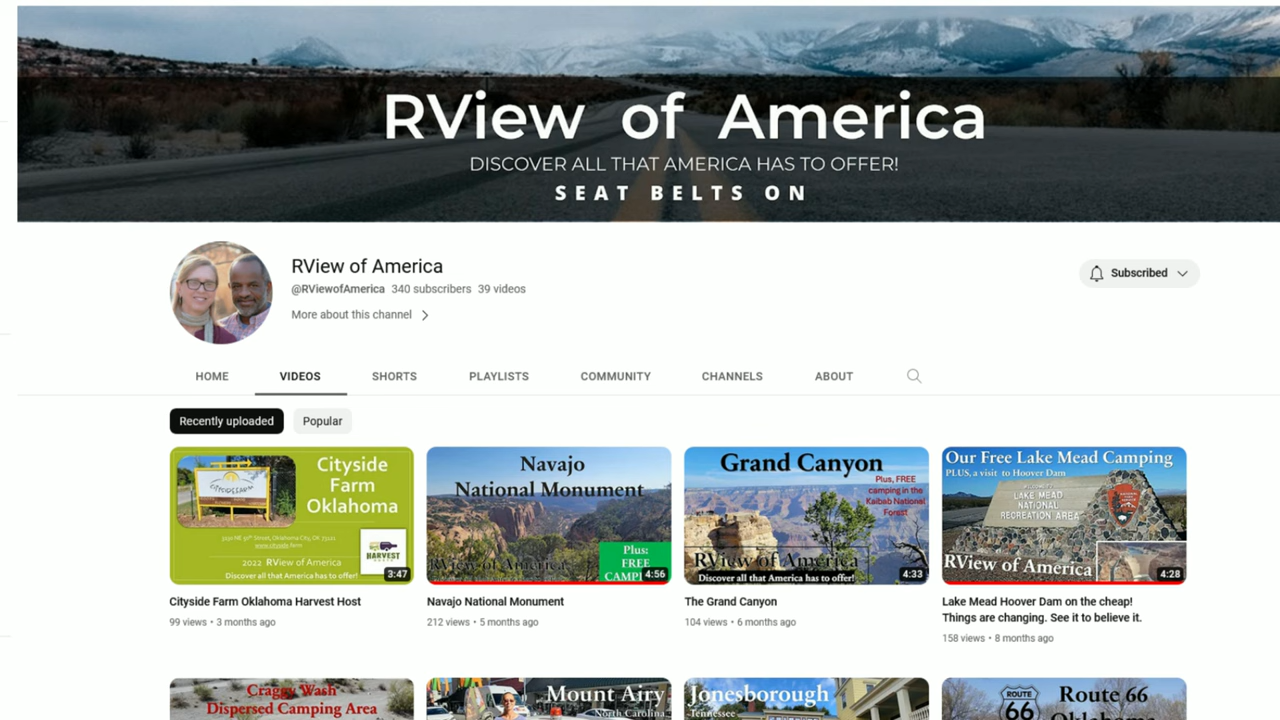 RView of America
DISCOVER ALL THAT AMERICA HAS TO OFFER!
SEAT BELTS ON
RView of America
@RViewofAmerica 340 subscribers 39 videos
More about this channel
Subscribed
HOME VIDEOS SHORTS PLAYLISTS COMMUNITY CHANNELS ABOUT
Recently uploaded Popular
Cityside
Farm
Oklahoma
HARVEST
2022 RView of America
Discover all that America has to offer!
3:47
Cityside Farm Oklahoma Harvest Host
99 views • 3 months ago
Navajo
National Monument
RView of America
Plus:
FREE
4:56
Navajo National Monument
212 views • 5 months ago
Grand Canyon
Plus, FREE
camping in the
Kaibab National
Forest
RView of America
Discover all that America has to offer!
4:33
The Grand Canyon
104 views • 6 months ago
Our Free Lake Mead Camping
PLUS, a visit to Hoover Dam
LAKE MEAD
NATIONAL
RECREATION AREA
RView of America
4:28
Lake Mead Hoover Dam on the cheap!
Things are changing. See it to believe it.
158 views • 8 months ago
Craggy Wash
Dispersed Camping Area
Mount Airy
North Carolina
Jonesborough
Tennessee
ROUTE
66
Route 66
Oklahoma